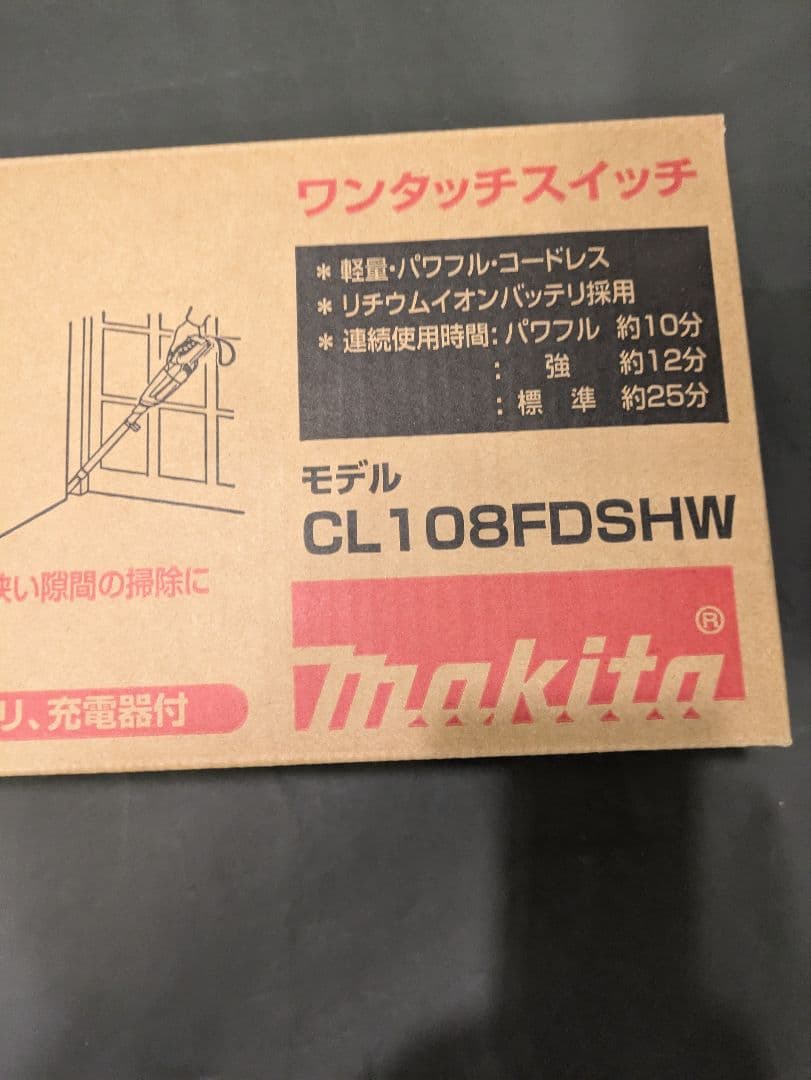 ワンタッチスイッチ
＊軽量・パワフル・コードレス
＊リチウムイオンバッテリ採用
＊連続使用時間：パワフル 約10分
：強 約12分
：標準 約25分
モデル
CL108FDSHW
狭い隙間の掃除に
リ、充電器付
makita®